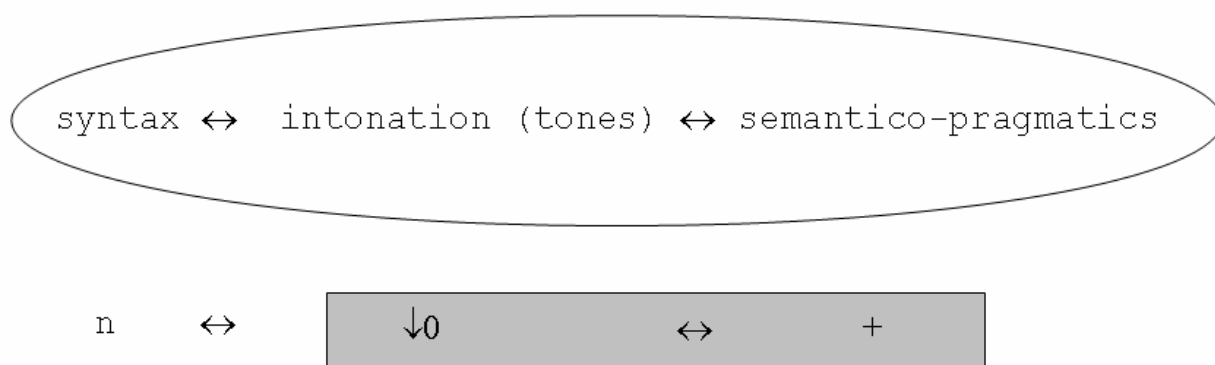 syntax ↔ intonation (tones) ↔ semantico-pragmatics
n ↔ ↓0 ↔ +